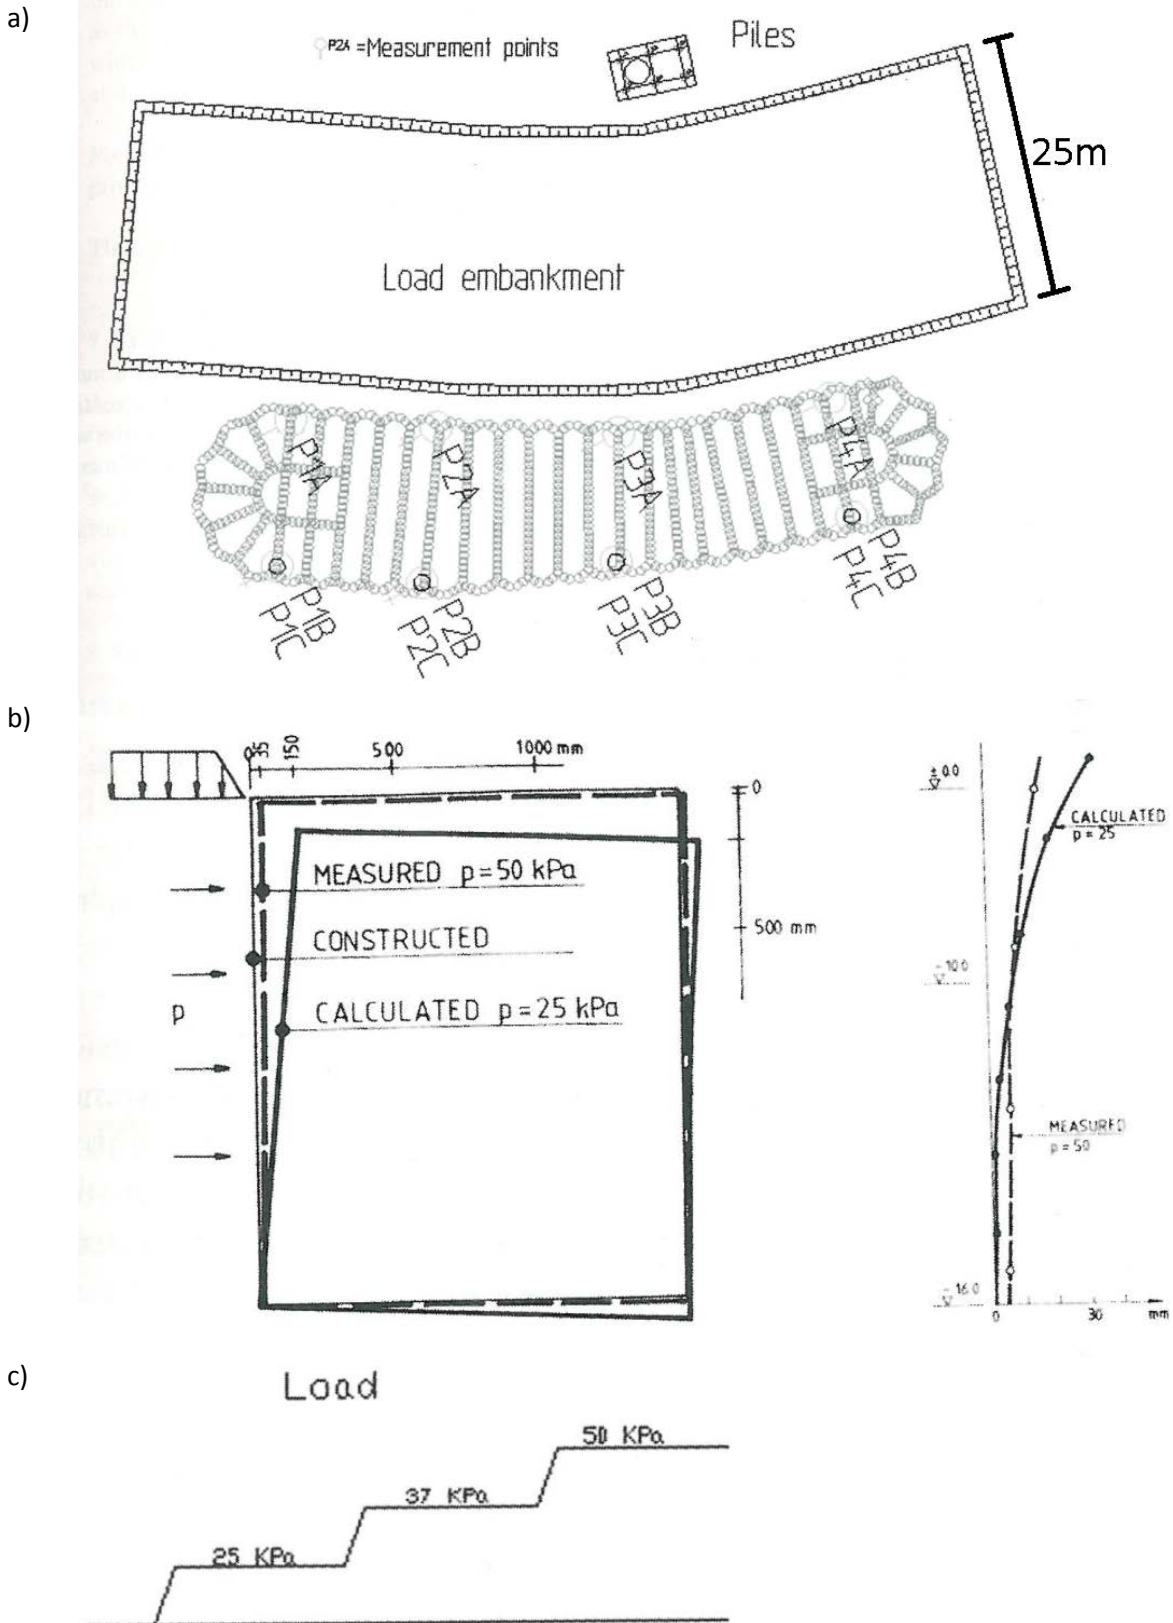 a)
P2A =Measurement points
Piles
25m
Load embankment
P1A
P2A
P3A
P4A
P1B
P1C
P2B
P2C
P3B
P3C
P4B
P4C
b)
0
35
150
500
1000 mm
0
500 mm
MEASURED p=50 kPa
CONSTRUCTED
CALCULATED p=25 kPa
p
± 0.0
CALCULATED
p = 25
- 10.0
MEASURED
p = 50
- 16.0
0
30
mm
c)
Load
50 KPa
37 KPa
25 KPa